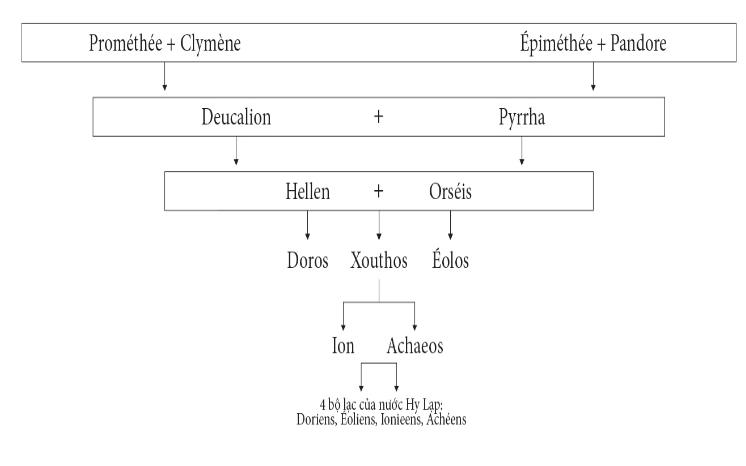 Prométhée + Clymène Épiméthée + Pandore
Deucalion + Pyrrha
Hellen + Orséis
Doros Xouthos Éolos
Ion Achaeos
4 bộ lạc của nước Hy Lạp:
Doriens, Éoliens, Ionieens, Achéens